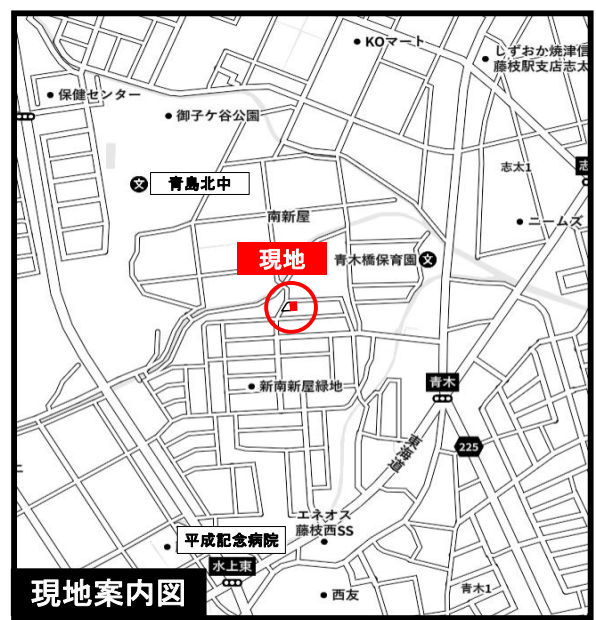 KOマート
しずおか焼津信
藤枝駅支店志太
保健センター
御子ケ谷公園
志太1
志
青島北中
文
南新屋
ニームズ
現地
青木橋保育園
文
青木
新南新屋緑地
東海道
225
エネオス
藤枝西SS
平成記念病院
水上東
西友
青木1
現地案内図